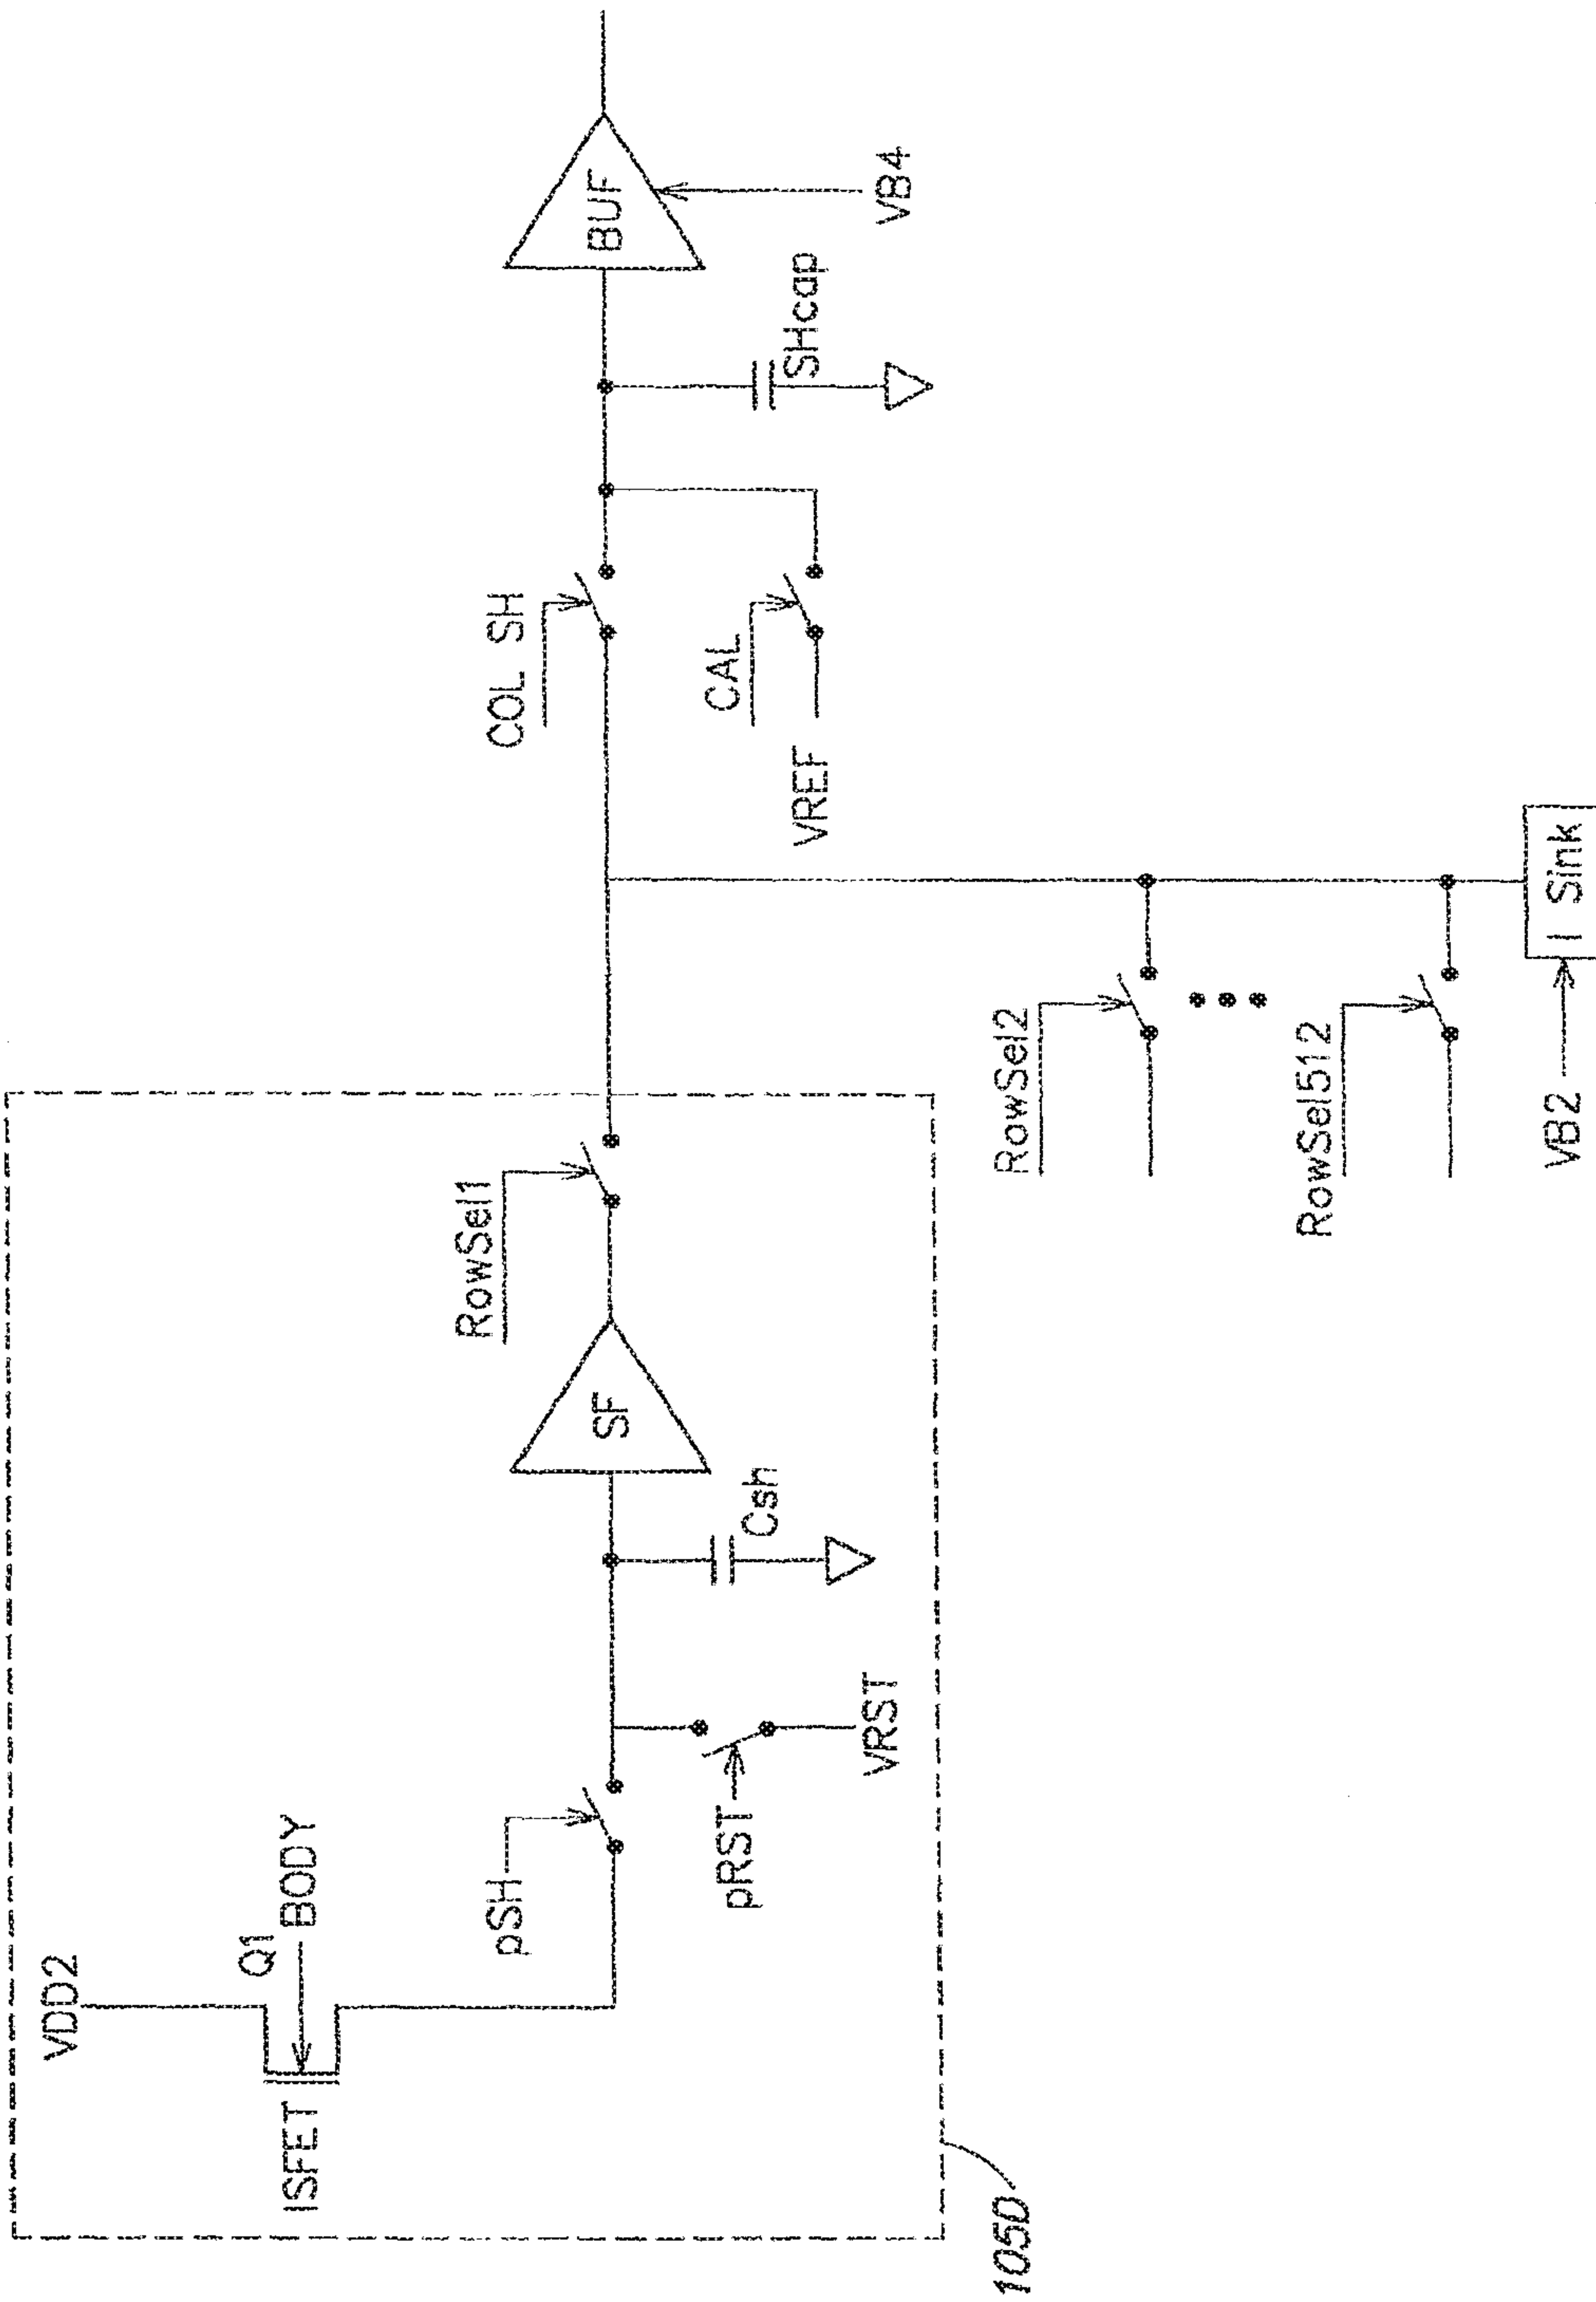 VDD2
Q1
BODY
ISFET
pSH
pRST
VRST
Csh
SF
RowSel1
COL SH
CAL
VREF
SHcap
BUF
VB4
RowSel2
RowSel512
VB2
I Sink
105D